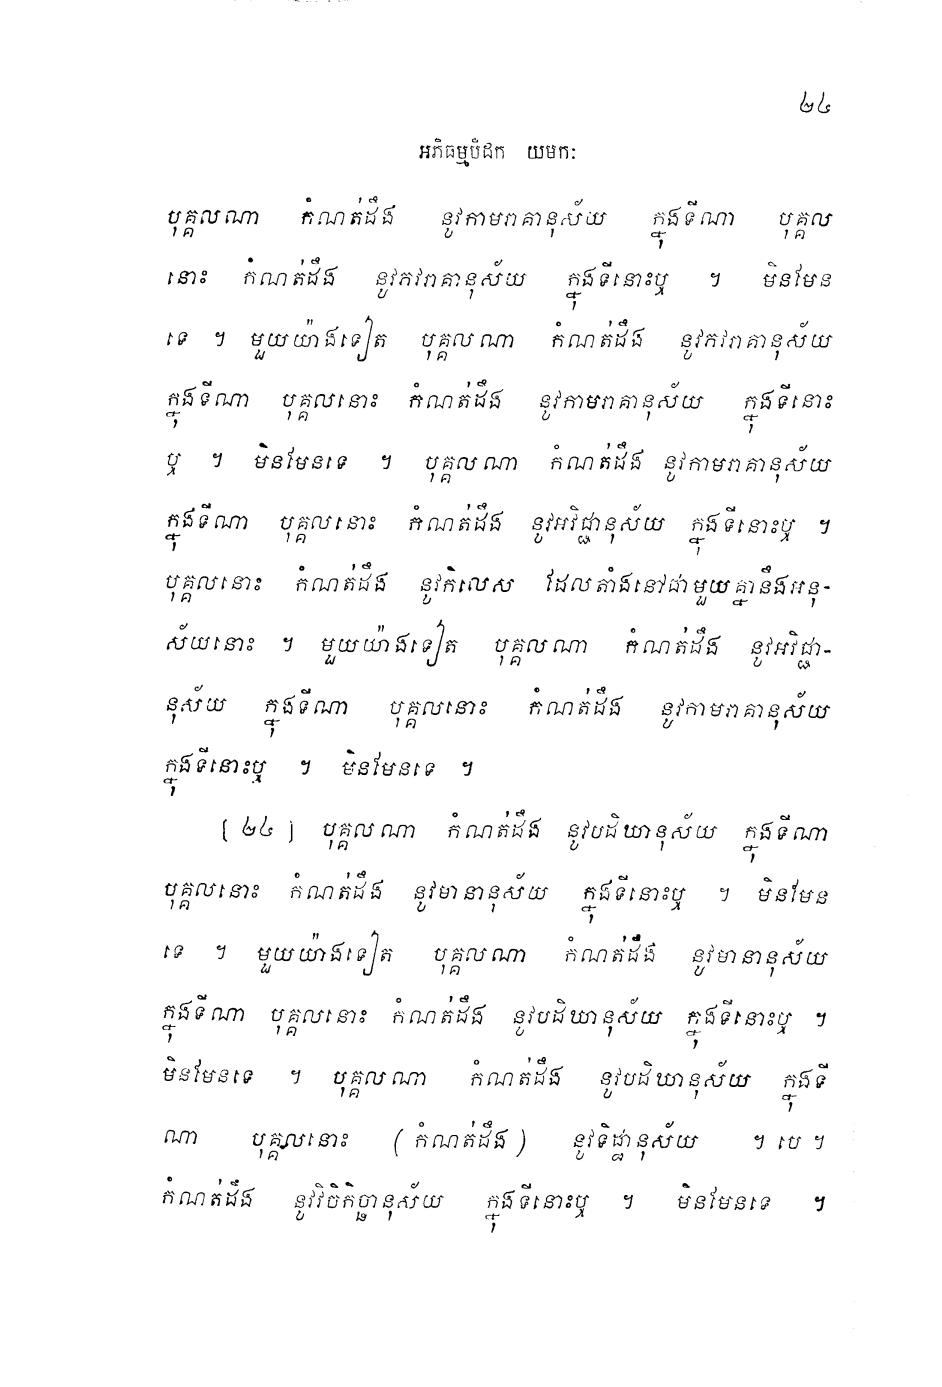 ២៤
អភិធម្មបិដក យមកៈ
បុគ្គលណា កំណត់ដឹង នូវកាមរាគានុស័យ ក្នុងទីណា បុគ្គល
នោះ កំណត់ដឹង នូវភវរាគានុស័យ ក្នុងទីនោះឬ ។ មិនមែន
ទេ ។ មួយយ៉ាងទៀត បុគ្គលណា កំណត់ដឹង នូវភវរាគានុស័យ
ក្នុងទីណា បុគ្គលនោះ កំណត់ដឹង នូវកាមរាគានុស័យ ក្នុងទីនោះ
ឬ ។ មិនមែនទេ ។ បុគ្គលណា កំណត់ដឹង នូវកាមរាគានុស័យ
ក្នុងទីណា បុគ្គលនោះ កំណត់ដឹង នូវអវិជ្ជានុស័យ ក្នុងទីនោះឬ ។
បុគ្គលនោះ កំណត់ដឹង នូវកិលេស ដែលតាំងនៅជាមួយគ្នានឹងអនុ-
ស័យនោះ ។ មួយយ៉ាងទៀត បុគ្គលណា កំណត់ដឹង នូវអវិជ្ជា-
នុស័យ ក្នុងទីណា បុគ្គលនោះ កំណត់ដឹង នូវកាមរាគានុស័យ
ក្នុងទីនោះឬ ។ មិនមែនទេ ។
[ ២៤ ] បុគ្គលណា កំណត់ដឹង នូវបដិឃានុស័យ ក្នុងទីណា
បុគ្គលនោះ កំណត់ដឹង នូវមានានុស័យ ក្នុងទីនោះឬ ។ មិនមែន
ទេ ។ មួយយ៉ាងទៀត បុគ្គលណា កំណត់ដឹង នូវមានានុស័យ
ក្នុងទីណា បុគ្គលនោះ កំណត់ដឹង នូវបដិឃានុស័យ ក្នុងទីនោះឬ ។
មិនមែនទេ ។ បុគ្គលណា កំណត់ដឹង នូវបដិឃានុស័យ ក្នុងទី
ណា បុគ្គលនោះ (កំណត់ដឹង) នូវទិដ្ឋានុស័យ ។ បេ ។
កំណត់ដឹង នូវវិចិកិច្ឆានុស័យ ក្នុងទីនោះឬ ។ មិនមែនទេ ។